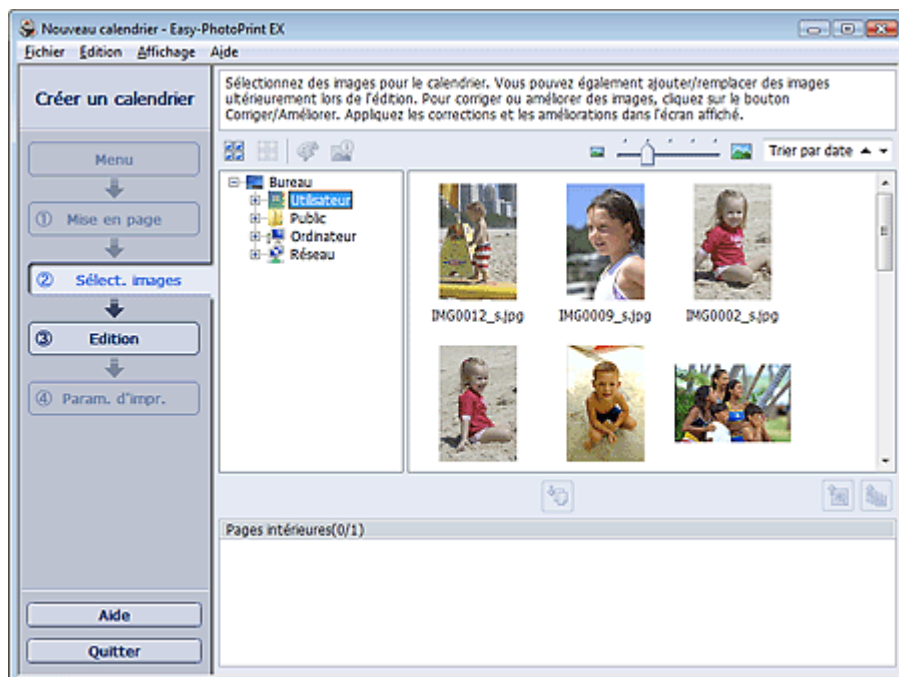 Nouveau calendrier - Easy-PhotoPrint EX
Fichier Édition Affichage Aide
Créer un calendrier
Sélectionnez des images pour le calendrier. Vous pouvez également ajouter/remplacer des images
ultérieurement lors de l'édition. Pour corriger ou améliorer des images, cliquez sur le bouton
Corriger/Améliorer. Appliquez les corrections et les améliorations dans l'écran affiché.
Menu
① Mise en page
② Sélect. images
③ Edition
④ Param. d'impr.
Trier par date
Bureau
Utilisateur
Public
Ordinateur
Réseau
IMG0012_s.jpg IMG0009_s.jpg IMG0002_s.jpg
Pages intérieures(0/1)
Aide
Quitter